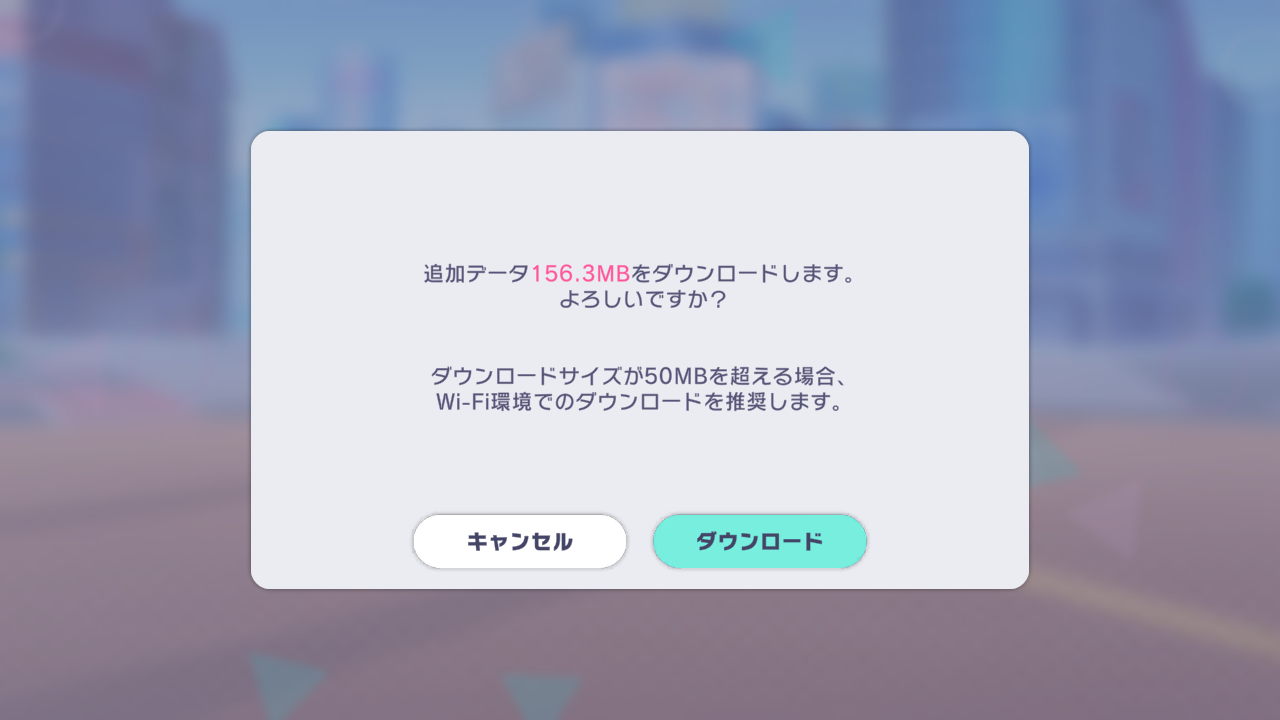 追加データ156.3MBをダウンロードします。
よろしいですか？
ダウンロードサイズが50MBを超える場合、
Wi-Fi環境でのダウンロードを推奨します。
キャンセル
ダウンロード